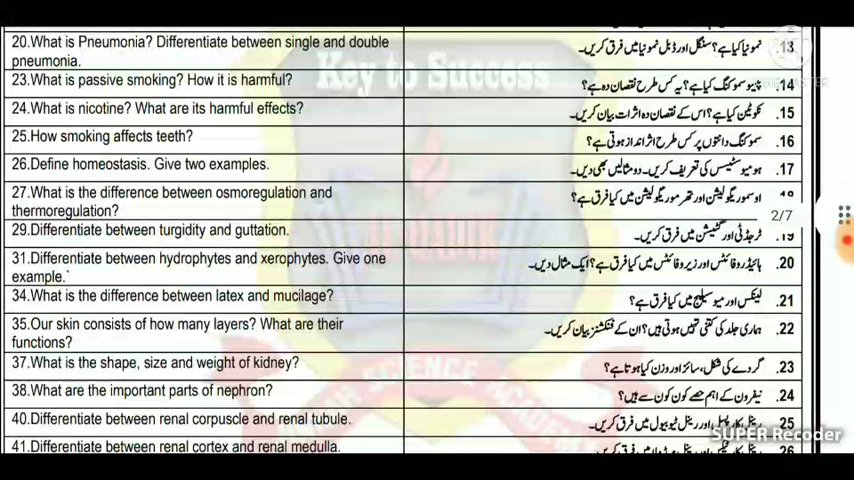 20.What is Pneumonia? Differentiate between single and double
pneumonia.
13. نمونیا کیا ہے؟ سنگل اور ڈبل نمونیا میں فرق کریں۔
23.What is passive smoking? How it is harmful?
14. پیسو سموکنگ کیا ہے؟ یہ کس طرح نقصان دہ ہے؟
24.What is nicotine? What are its harmful effects?
15. نکوٹین کیا ہے؟ اس کے نقصان دہ اثرات بیان کریں۔
25.How smoking affects teeth?
16. سموکنگ دانتوں پر کس طرح اثر انداز ہوتی ہے؟
26.Define homeostasis. Give two examples.
17. ہومیوسٹیسس کی تعریف کریں۔ دو مثالیں بھی دیں۔
27.What is the difference between osmoregulation and
thermoregulation?
18. اوسموریگولیشن اور تھرموریگولیشن میں کیا فرق ہے؟
2/7
29.Differentiate between turgidity and guttation.
19. ٹرجڈٹی اور گٹیشن میں فرق کریں۔
31.Differentiate between hydrophytes and xerophytes. Give one
example.`
20. ہائیڈروفائٹس اور زیروفائٹس میں کیا فرق ہے؟ ایک مثال دیں۔
34.What is the difference between latex and mucilage?
21. لیٹکس اور میوسیلیج میں کیا فرق ہے؟
35.Our skin consists of how many layers? What are their
functions?
22. ہماری جلد کی کتنی تہیں ہوتی ہیں؟ ان کے فنکشنز بیان کریں۔
37.What is the shape, size and weight of kidney?
23. گردے کی شکل، سائز اور وزن کیا ہوتا ہے؟
38.What are the important parts of nephron?
24. نیفرون کے اہم حصے کون کون سے ہیں؟
40.Differentiate between renal corpuscle and renal tubule.
25. رینل کارپسل اور رینل ٹیوبیول میں فرق کریں۔
41.Differentiate between renal cortex and renal medulla.
26
Key to Success
SCIENCE
SUPER Recoder